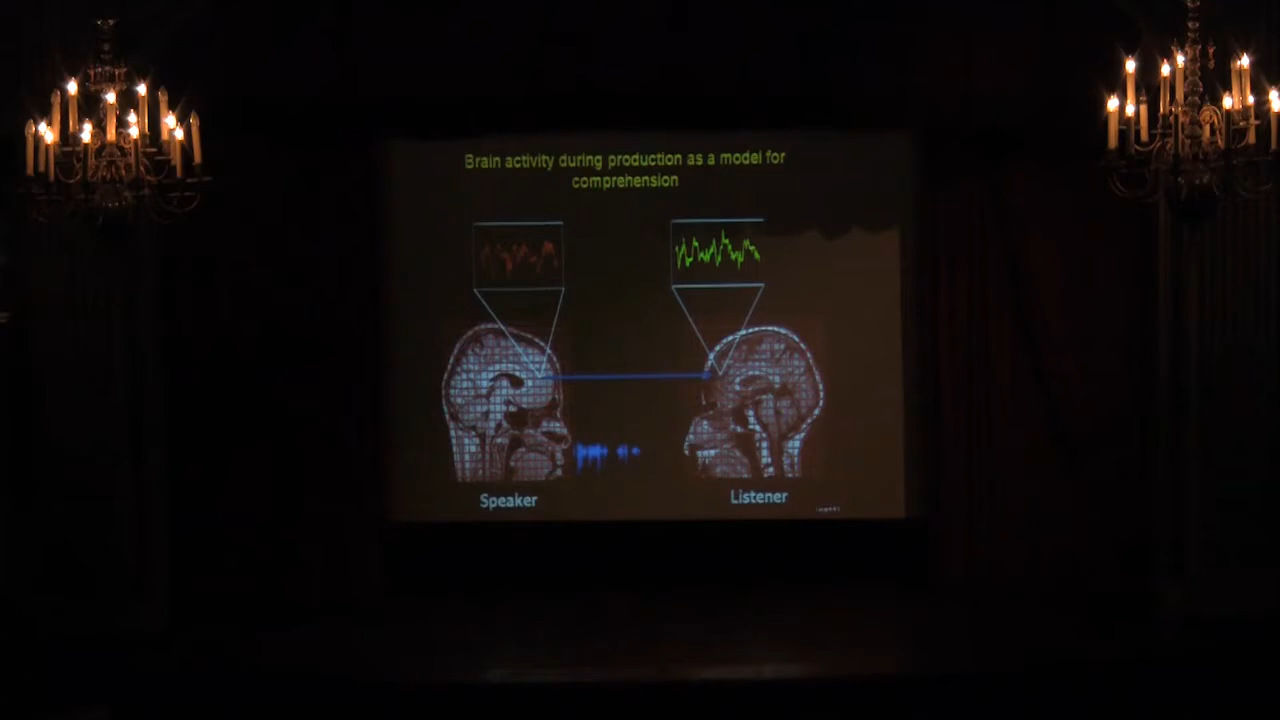 Brain activity during production as a model for
comprehension
Speaker
Listener